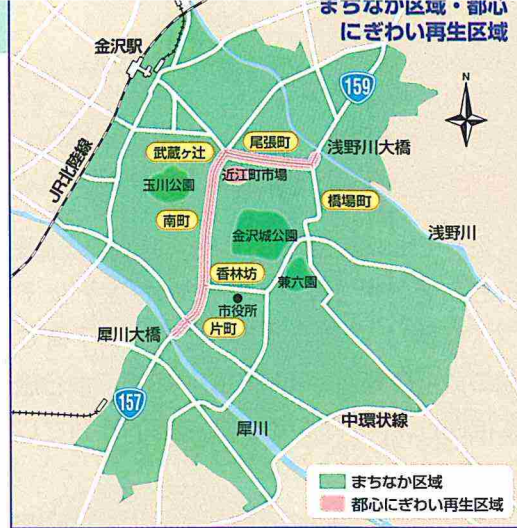 まちなか区域・都心
にぎわい再生区域
金沢駅
159
N
尾張町
武蔵ヶ辻
浅野川大橋
近江町市場
玉川公園
JR北陸線
橋場町
南町
金沢城公園
浅野川
香林坊
兼六園
市役所
犀川大橋
片町
157
中環状線
犀川
まちなか区域
都心にぎわい再生区域